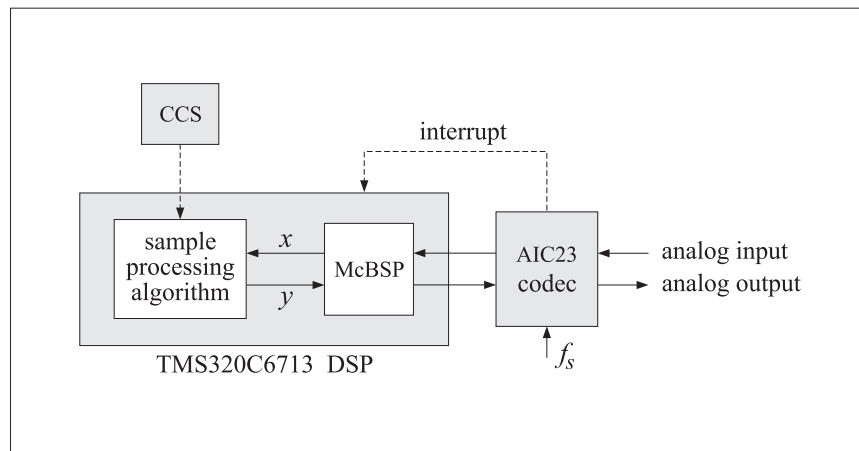 CCS
interrupt
sample
processing
algorithm
x
y
McBSP
AIC23
codec
analog input
analog output
fs
TMS320C6713 DSP